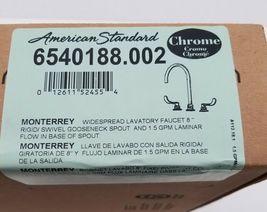 American Standard
Chrome
Cromo
Chromé
6540188.002
0 12611 52455 4
MONTERREY WIDESPREAD LAVATORY FAUCET 8"
RIGID/ SWIVEL GOOSENECK SPOUT AND 1.5 GPM LAMINAR
FLOW IN BASE OF SPOUT
MONTERREY LLAVE DE LAVABO CON SALIDA RIGIDA/
GIRATORIA DE 8" Y FLUJO LAMINAR DE 1.5 GPM EN LA BASE
DE LA SALIDA